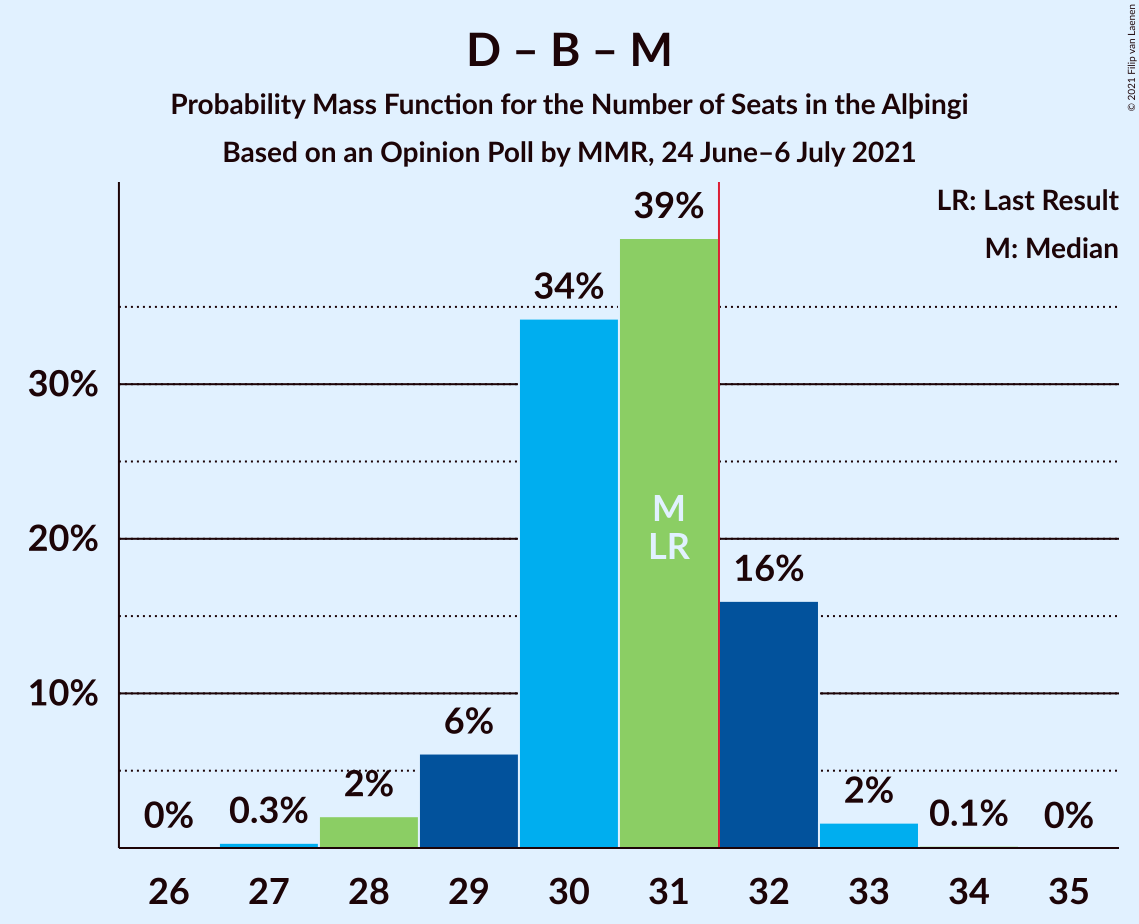 D – B – M
Probability Mass Function for the Number of Seats in the Alþingi
Based on an Opinion Poll by MMR, 24 June–6 July 2021
© 2021 Filip van Laenen
LR: Last Result
M: Median
39%
34%
30%
M
LR
20%
16%
10%
6%
2%
2%
0%
0.3%
0.1%
0%
26 27 28 29 30 31 32 33 34 35